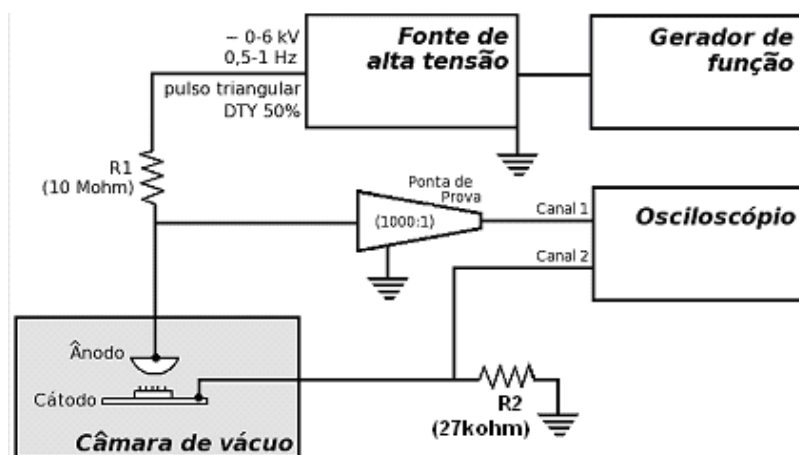 ~ 0-6 kV
0,5-1 Hz
pulso triangular
DTY 50%
Fonte de
alta tensão
Gerador de
função
R1
(10 Mohm)
Ponta de
Prova
(1000:1)
Canal 1
Canal 2
Osciloscópio
Ânodo
Cátodo
Câmara de vácuo
R2
(27kohm)